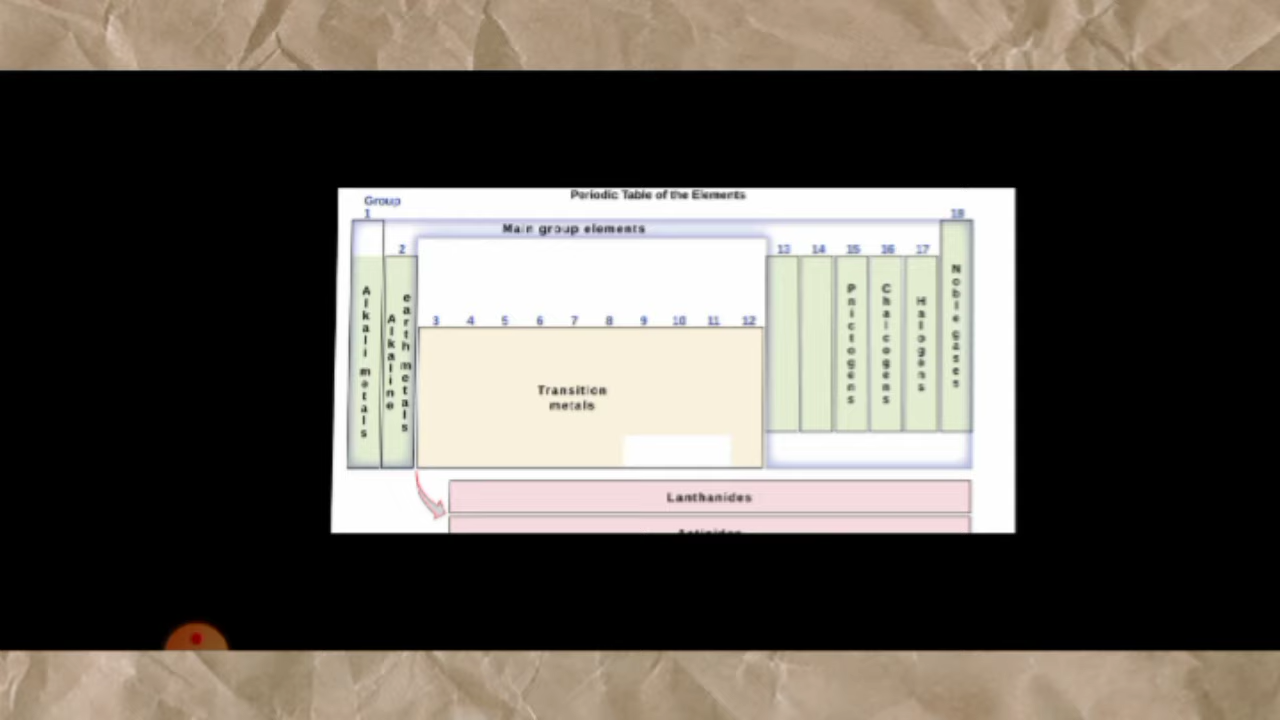 Periodic Table of the Elements
Group
1
18
Main group elements
2
13 14 15 16 17
3 4 5 6 7 8 9 10 11 12
Alkali metals
Alkaline
earth metals
Transition
metals
Pnictogens
Chalcogens
Halogens
Noble gases
Lanthanides
Actinides